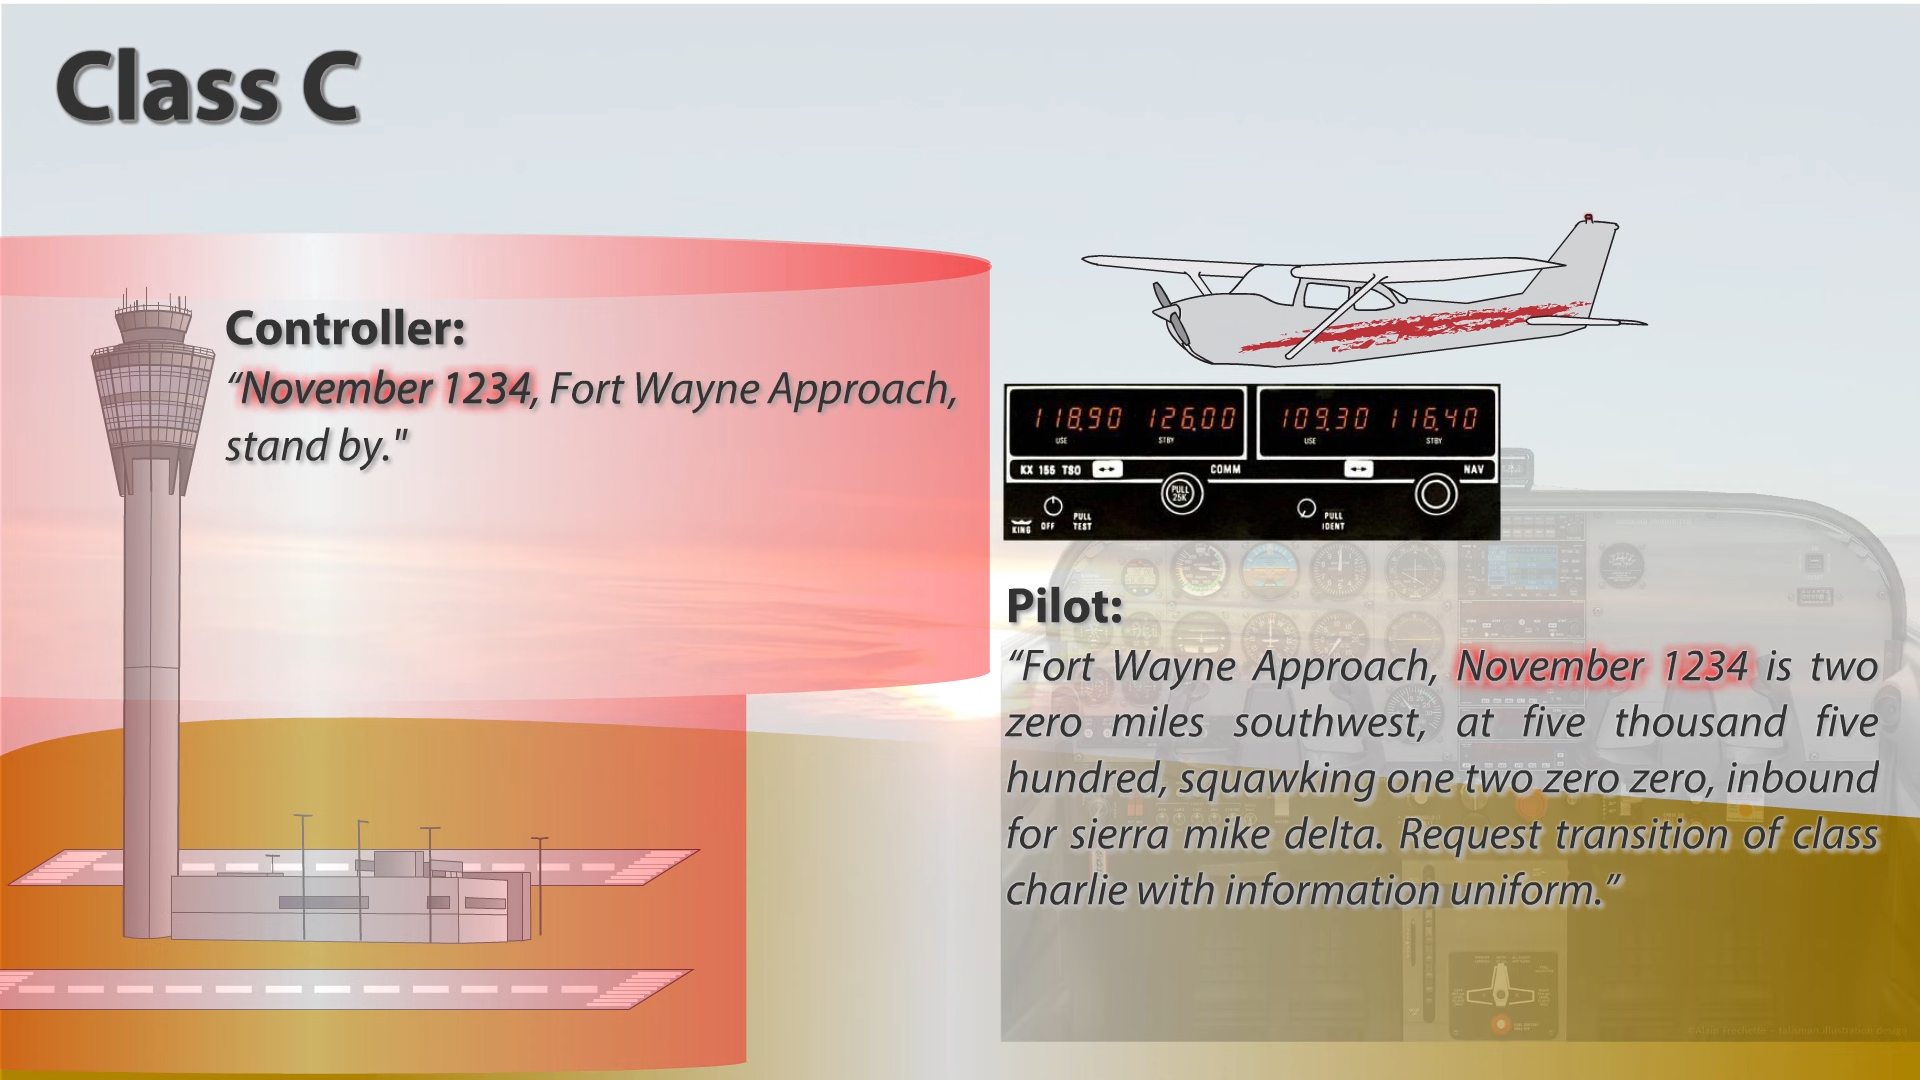 Class C
Controller:
“November 1234, Fort Wayne Approach,
stand by."
118.90 126.00 109.30 116.40
USE STBY USE STBY
KX 155 TSO COMM NAV
PULL 25K
KING OFF PULL TEST PULL IDENT
Pilot:
“Fort Wayne Approach, November 1234 is two
zero miles southwest, at five thousand five
hundred, squawking one two zero zero, inbound
for sierra mike delta. Request transition of class
charlie with information uniform.”